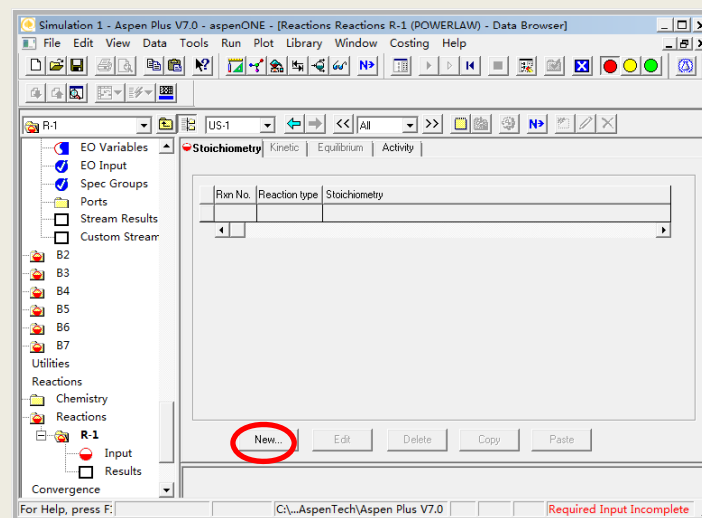 Simulation 1 - Aspen Plus V7.0 - aspenONE - [Reactions Reactions R-1 (POWERLAW) - Data Browser]
File Edit View Data Tools Run Plot Library Window Costing Help
N>
R-1 US-1 << All >> N>
Stoichiometry Kinetic Equilibrium Activity
EO Variables
EO Input
Spec Groups
Ports
Stream Results
Custom Stream
B2
B3
B4
B5
B6
B7
Utilities
Reactions
Chemistry
Reactions
R-1
Input
Results
Convergence
Rxn No. Reaction type Stoichiometry
New... Edit Delete Copy Paste
For Help, press F: C:\...AspenTech\Aspen Plus V7.0 Required Input Incomplete